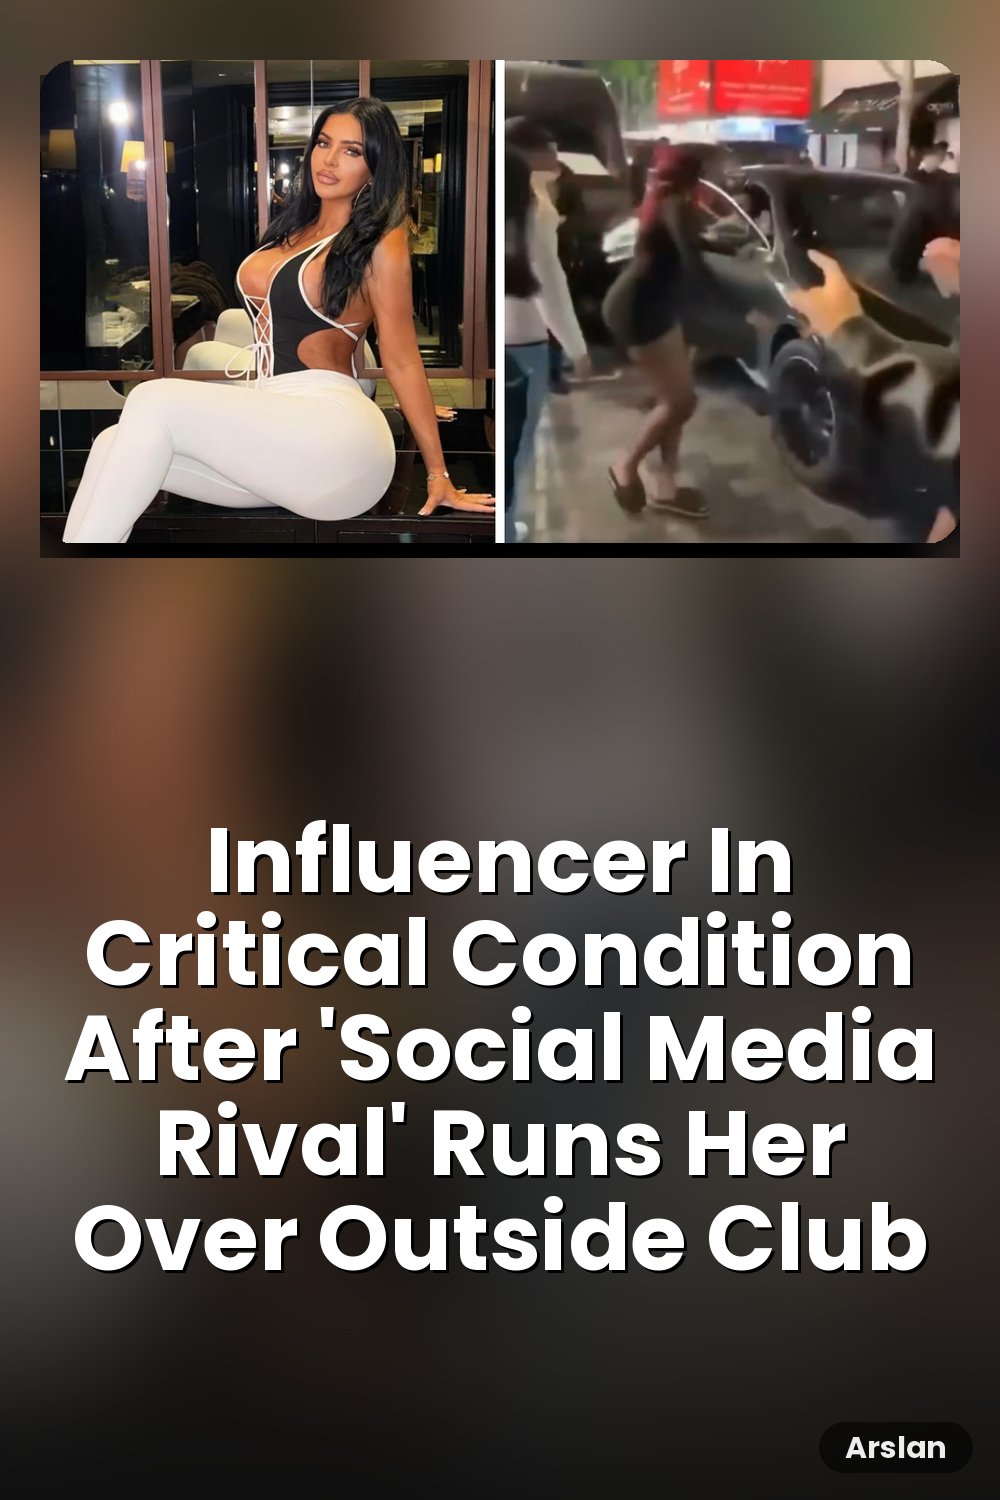 Influencer In
Critical Condition
After 'Social Media
Rival' Runs Her
Over Outside Club
Arslan